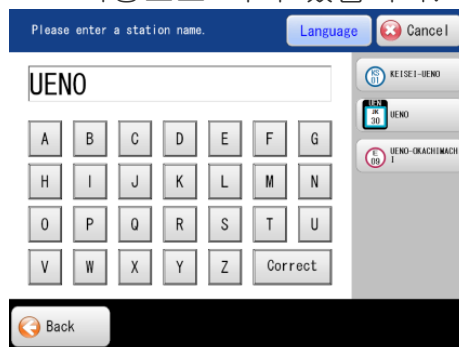 Please enter a station name.
Language
Cancel
UENO
A B C D E F G
H I J K L M N
O P Q R S T U
V W X Y Z Correct
KS
01
KEISEI-UENO
UEN
JK
30
UENO
E
09
UENO-OKACHIMACH
I
Back